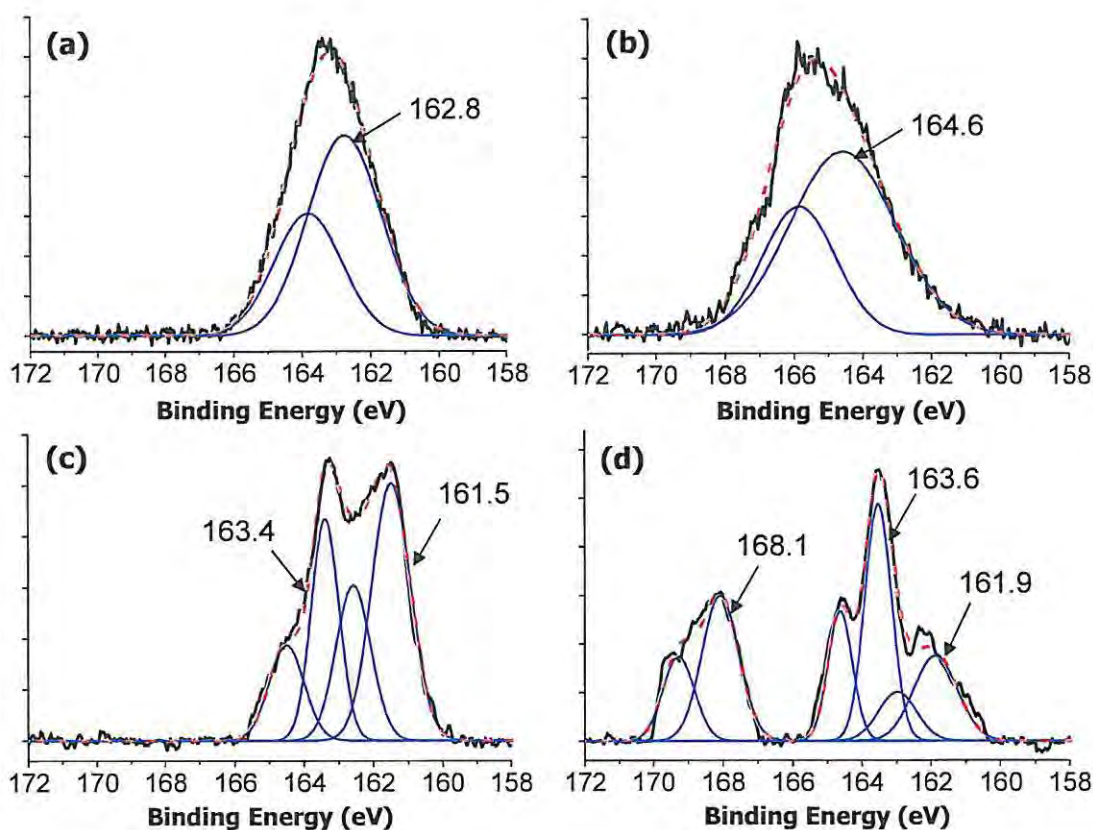 (a)
162.8
172 170 168 166 164 162 160 158
Binding Energy (eV)
(b)
164.6
172 170 168 166 164 162 160 158
Binding Energy (eV)
(c)
163.4
161.5
172 170 168 166 164 162 160 158
Binding Energy (eV)
(d)
163.6
168.1
161.9
172 170 168 166 164 162 160 158
Binding Energy (eV)